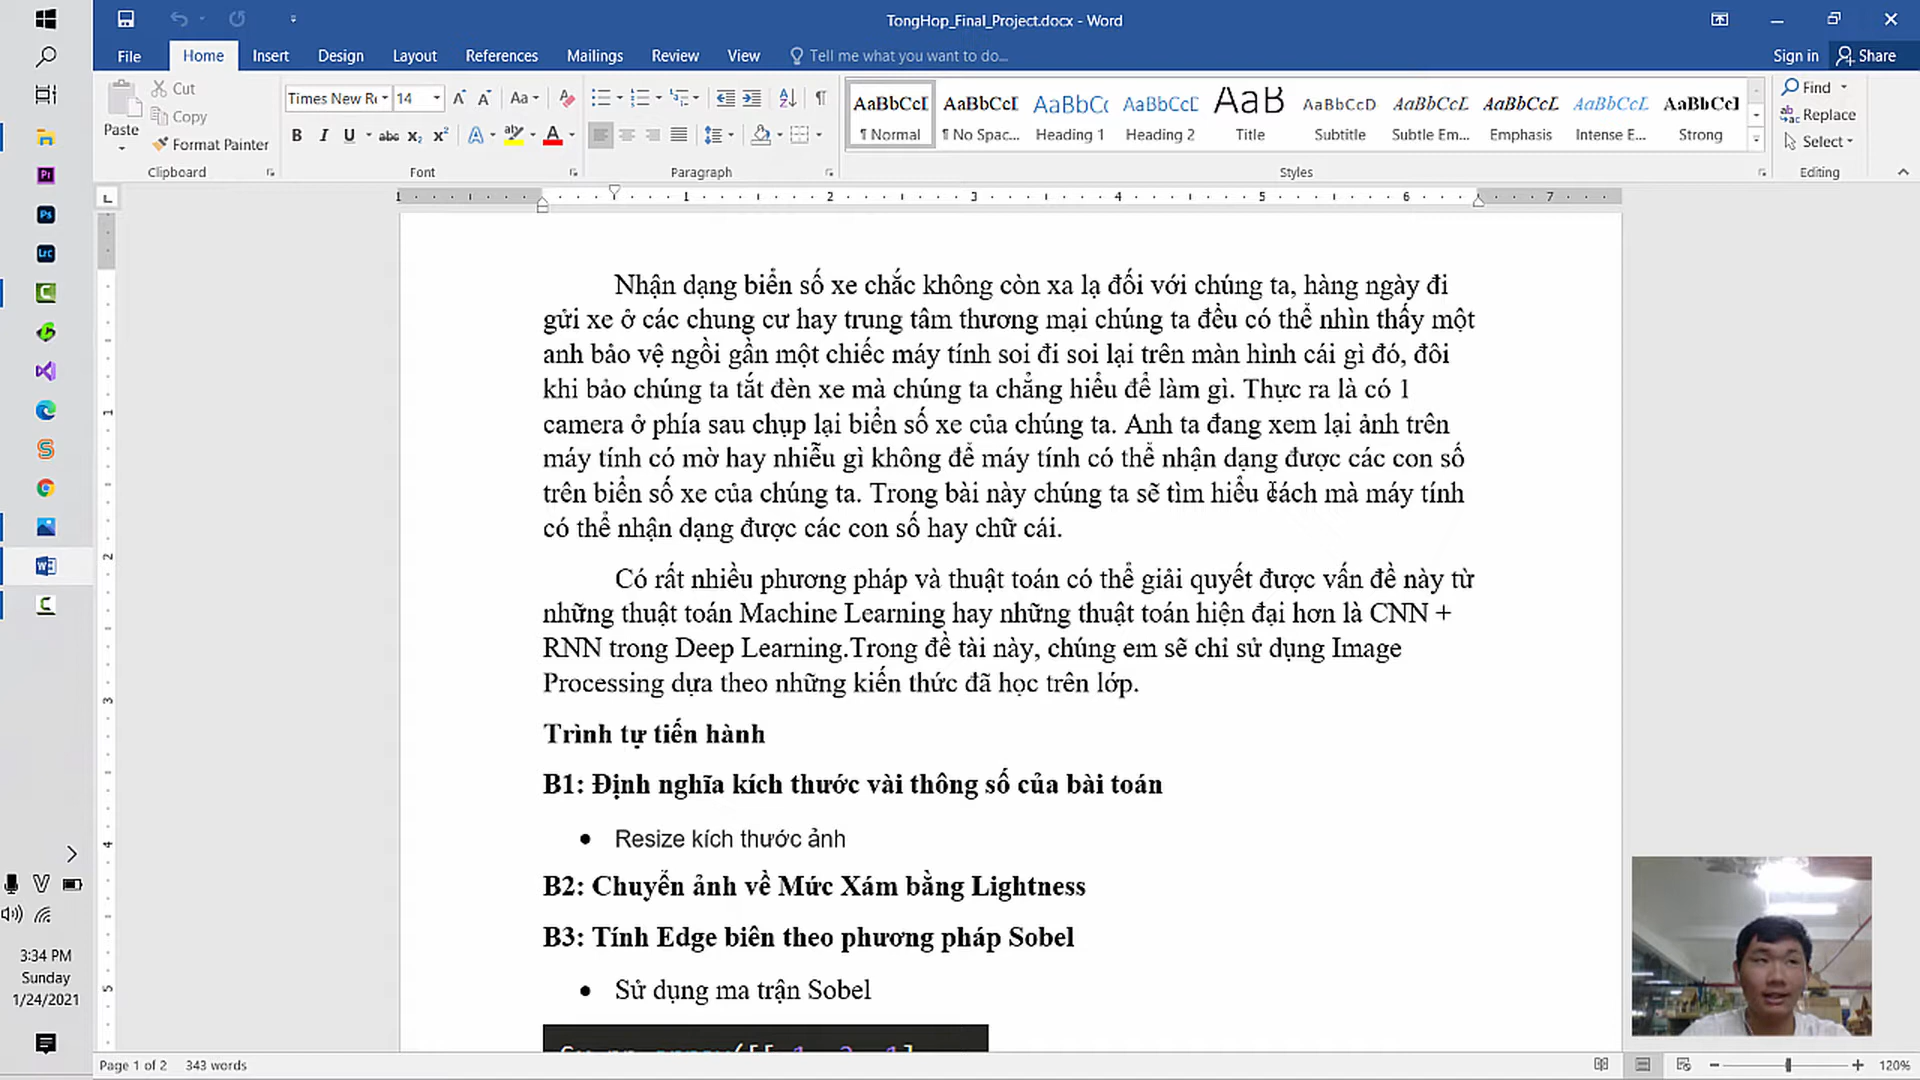 TongHop_Final_Project.docx - Word
File Home Insert Design Layout References Mailings Review View Tell me what you want to do... Sign in Share
Paste
Cut
Copy
Format Painter
Clipboard
Times New R 14
Font
Paragraph
AaBbCcD AaBbCcD AaBbCc AaBbCcD AaB AaBbCcD AaBbCcL AaBbCcL AaBbCcL AaBbCcl
¶ Normal ¶ No Spac... Heading 1 Heading 2 Title Subtitle Subtle Em... Emphasis Intense E... Strong
Styles
Find
Replace
Select
Editing
1 1 2 3 4 5 6 7
Nhận dạng biển số xe chắc không còn xa lạ đối với chúng ta, hàng ngày đi
gửi xe ở các chung cư hay trung tâm thương mại chúng ta đều có thể nhìn thấy một
anh bảo vệ ngồi gần một chiếc máy tính soi đi soi lại trên màn hình cái gì đó, đôi
khi bảo chúng ta tắt đèn xe mà chúng ta chẳng hiểu để làm gì. Thực ra là có 1
camera ở phía sau chụp lại biển số xe của chúng ta. Anh ta đang xem lại ảnh trên
máy tính có mờ hay nhiễu gì không để máy tính có thể nhận dạng được các con số
trên biển số xe của chúng ta. Trong bài này chúng ta sẽ tìm hiểu cách mà máy tính
có thể nhận dạng được các con số hay chữ cái.
Có rất nhiều phương pháp và thuật toán có thể giải quyết được vấn đề này từ
những thuật toán Machine Learning hay những thuật toán hiện đại hơn là CNN +
RNN trong Deep Learning.Trong đề tài này, chúng em sẽ chỉ sử dụng Image
Processing dựa theo những kiến thức đã học trên lớp.
Trình tự tiến hành
B1: Định nghĩa kích thước vài thông số của bài toán
• Resize kích thước ảnh
B2: Chuyển ảnh về Mức Xám bằng Lightness
B3: Tính Edge biên theo phương pháp Sobel
• Sử dụng ma trận Sobel
3:34 PM
Sunday
1/24/2021
Page 1 of 2 343 words
120%